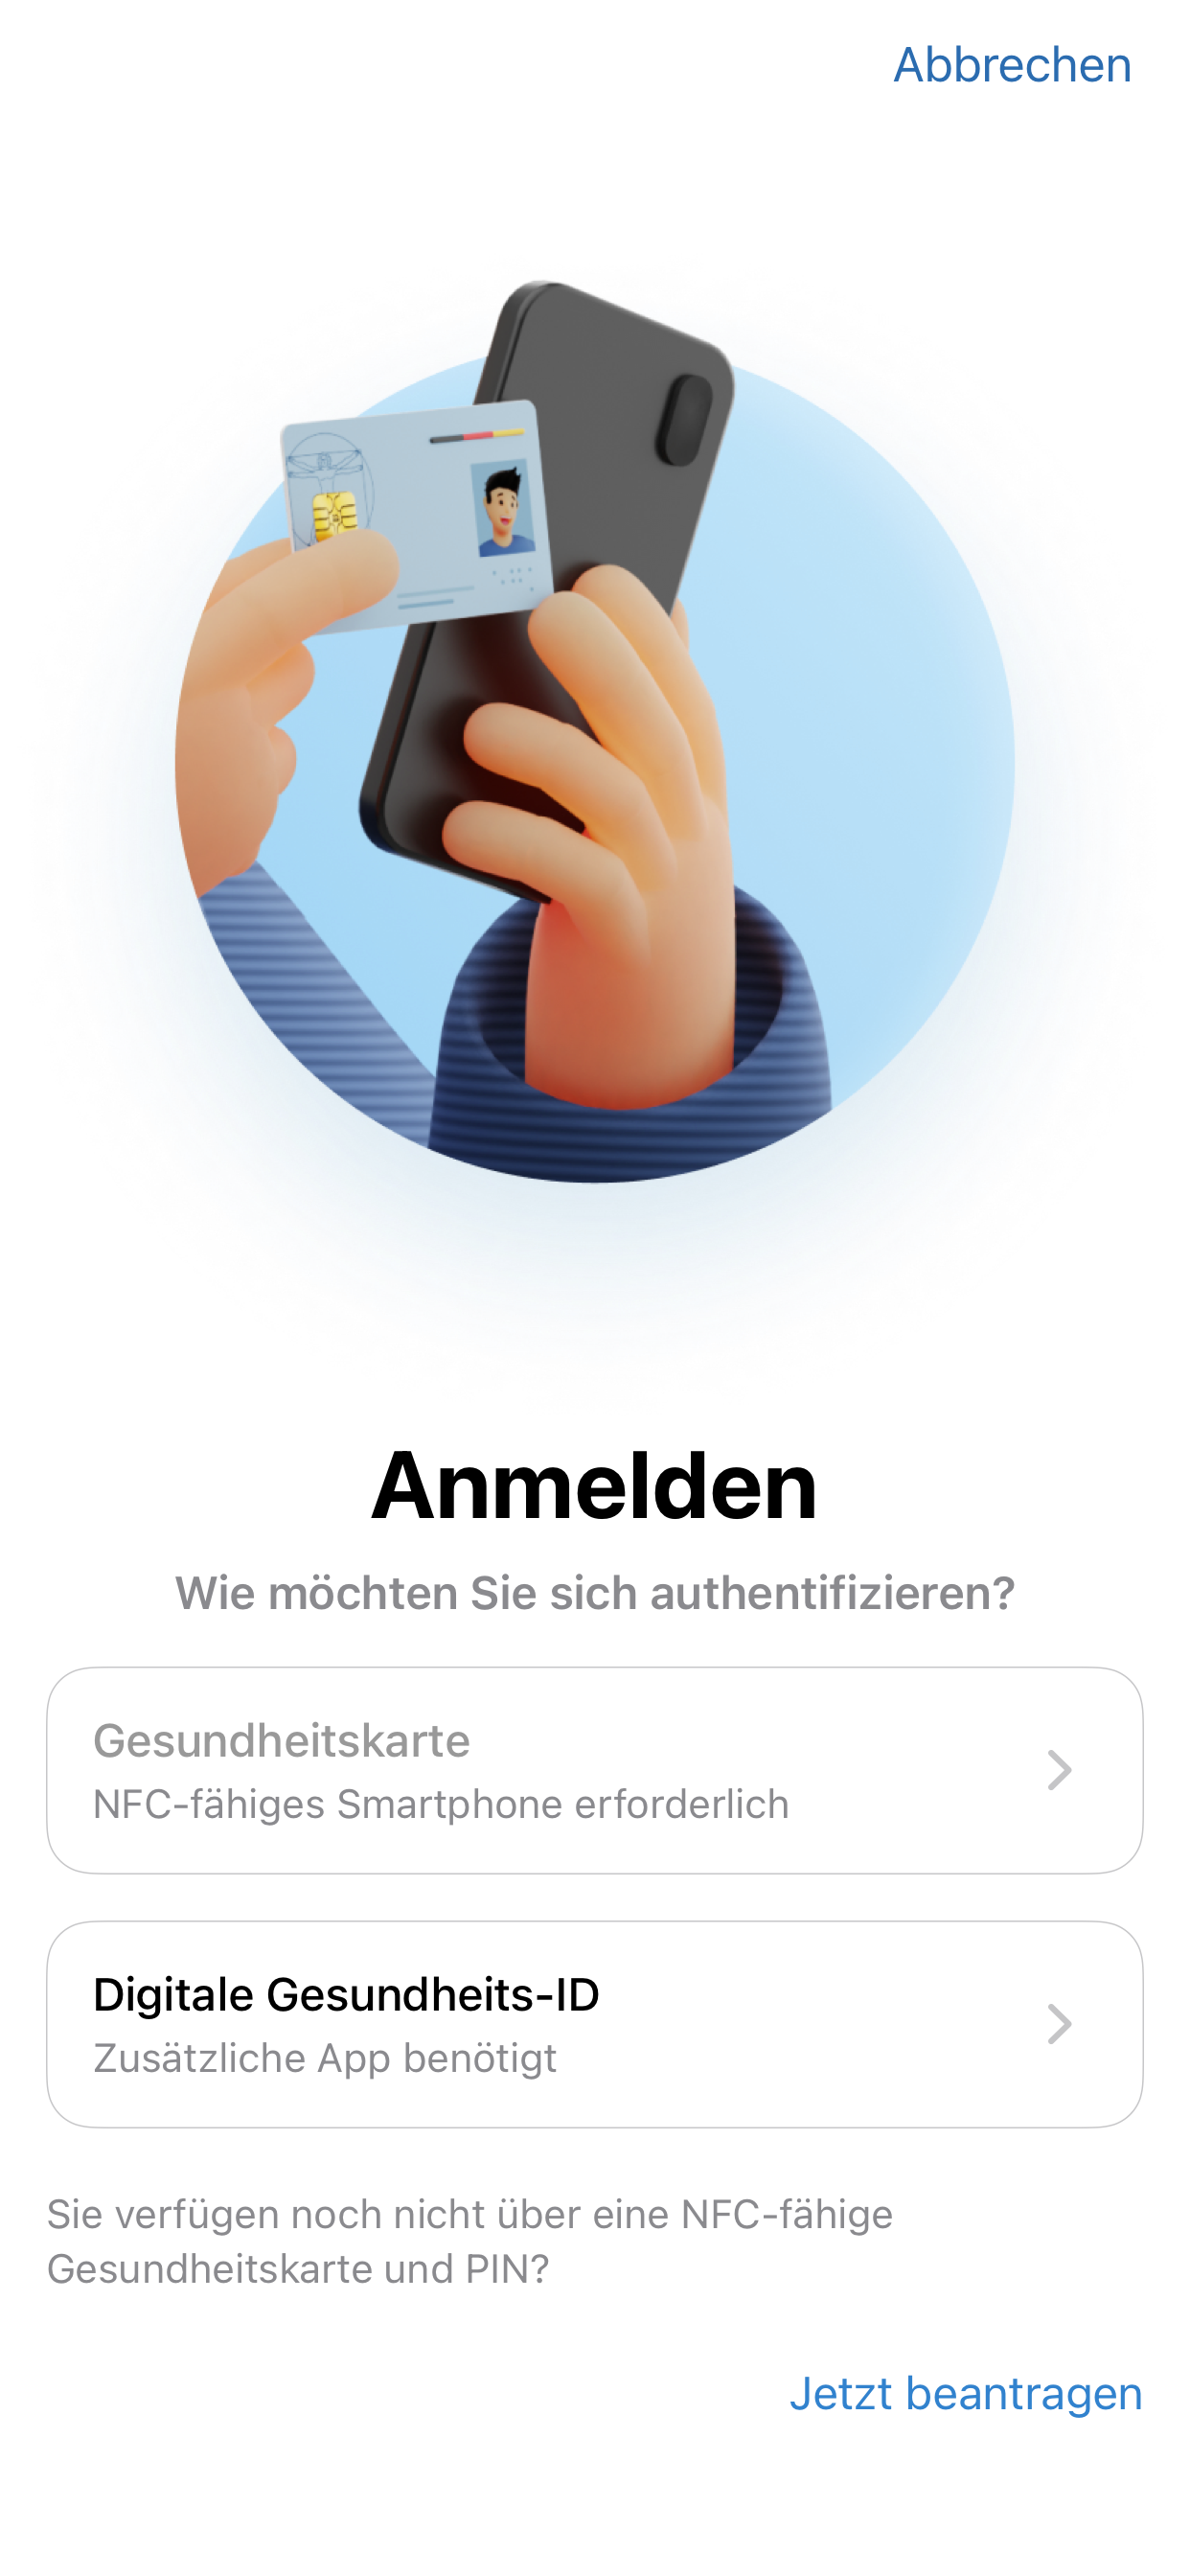 Abbrechen
Anmelden
Wie möchten Sie sich authentifizieren?
Gesundheitskarte
NFC-fähiges Smartphone erforderlich
Digitale Gesundheits-ID
Zusätzliche App benötigt
Sie verfügen noch nicht über eine NFC-fähige
Gesundheitskarte und PIN?
Jetzt beantragen